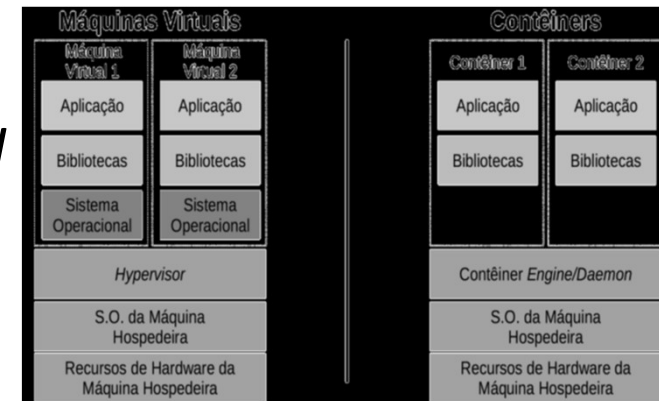 Máquinas Virtuais
Máquina
Virtual 1
Máquina
Virtual 2
Aplicação
Aplicação
Bibliotecas
Bibliotecas
Sistema
Operacional
Sistema
Operacional
Hypervisor
S.O. da Máquina
Hospedeira
Recursos de Hardware da
Máquina Hospedeira
Contêiners
Contêiner 1
Contêiner 2
Aplicação
Aplicação
Bibliotecas
Bibliotecas
Contêiner Engine/Daemon
S.O. da Máquina
Hospedeira
Recursos de Hardware da
Máquina Hospedeira